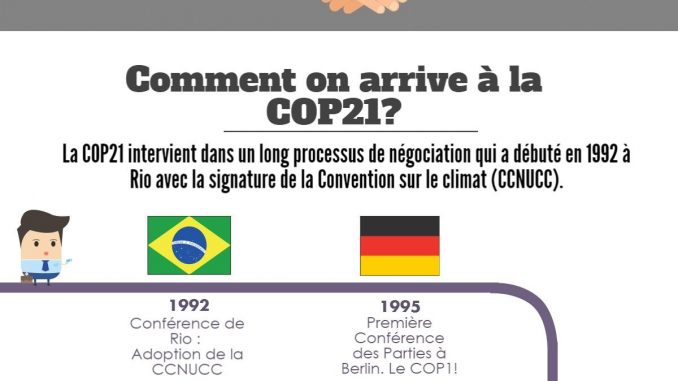 Comment on arrive à la
COP21?
La COP21 intervient dans un long processus de négociation qui a débuté en 1992 à
Rio avec la signature de la Convention sur le climat (CCNUCC).
1992
Conférence de
Rio :
Adoption de la
CCNUCC
1995
Première
Conférence
des Parties à
Berlin. Le COP1!